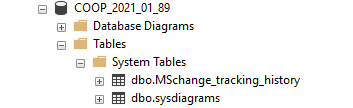 COOP_2021_01_89
Database Diagrams
Tables
System Tables
dbo.MSchange_tracking_history
dbo.sysdiagrams